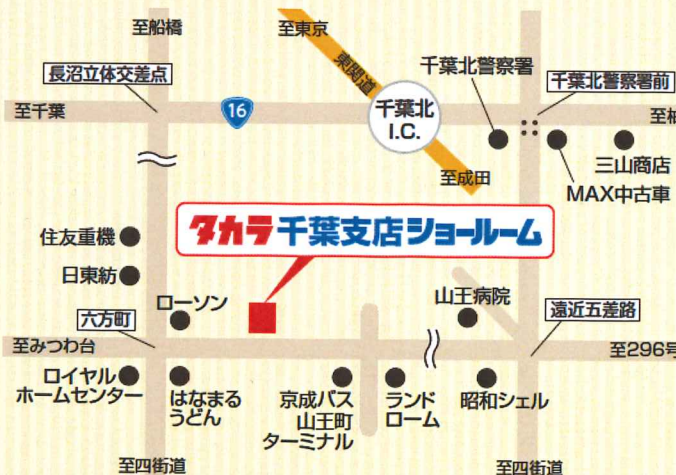 至船橋
至東京
東関道
千葉北警察署
長沼立体交差点
千葉北警察署前
至千葉
16
千葉北
I.C.
至柏
三山商店
至成田
MAX中古車
タカラ千葉支店ショールーム
住友重機
日東紡
ローソン
山王病院
六方町
遠近五差路
至みつわ台
至296号
ロイヤル
ホームセンター
はなまる
うどん
京成バス
山王町
ターミナル
ランド
ローム
昭和シェル
至四街道
至四街道